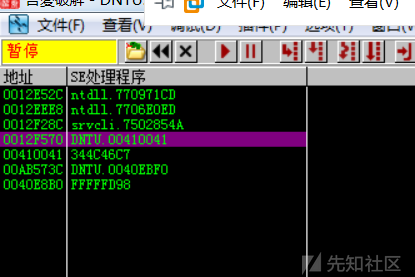 吾爱破解 - DNTU
文件(F) 编辑(E) 查看(V)
文件(F) 查看(V) 调试(D) 插件(P) 选项(T)
暂停
地址 SE处理程序
0012E52C ntdll.770971CD
0012EEE8 ntdll.7706E0ED
0012F28C srvcli.7502854A
0012F570 DNTU.00410041
00410041 344C46C7
00AB573C DNTU.0040EBF0
0040E8B0 FFFFFD98
先知社区